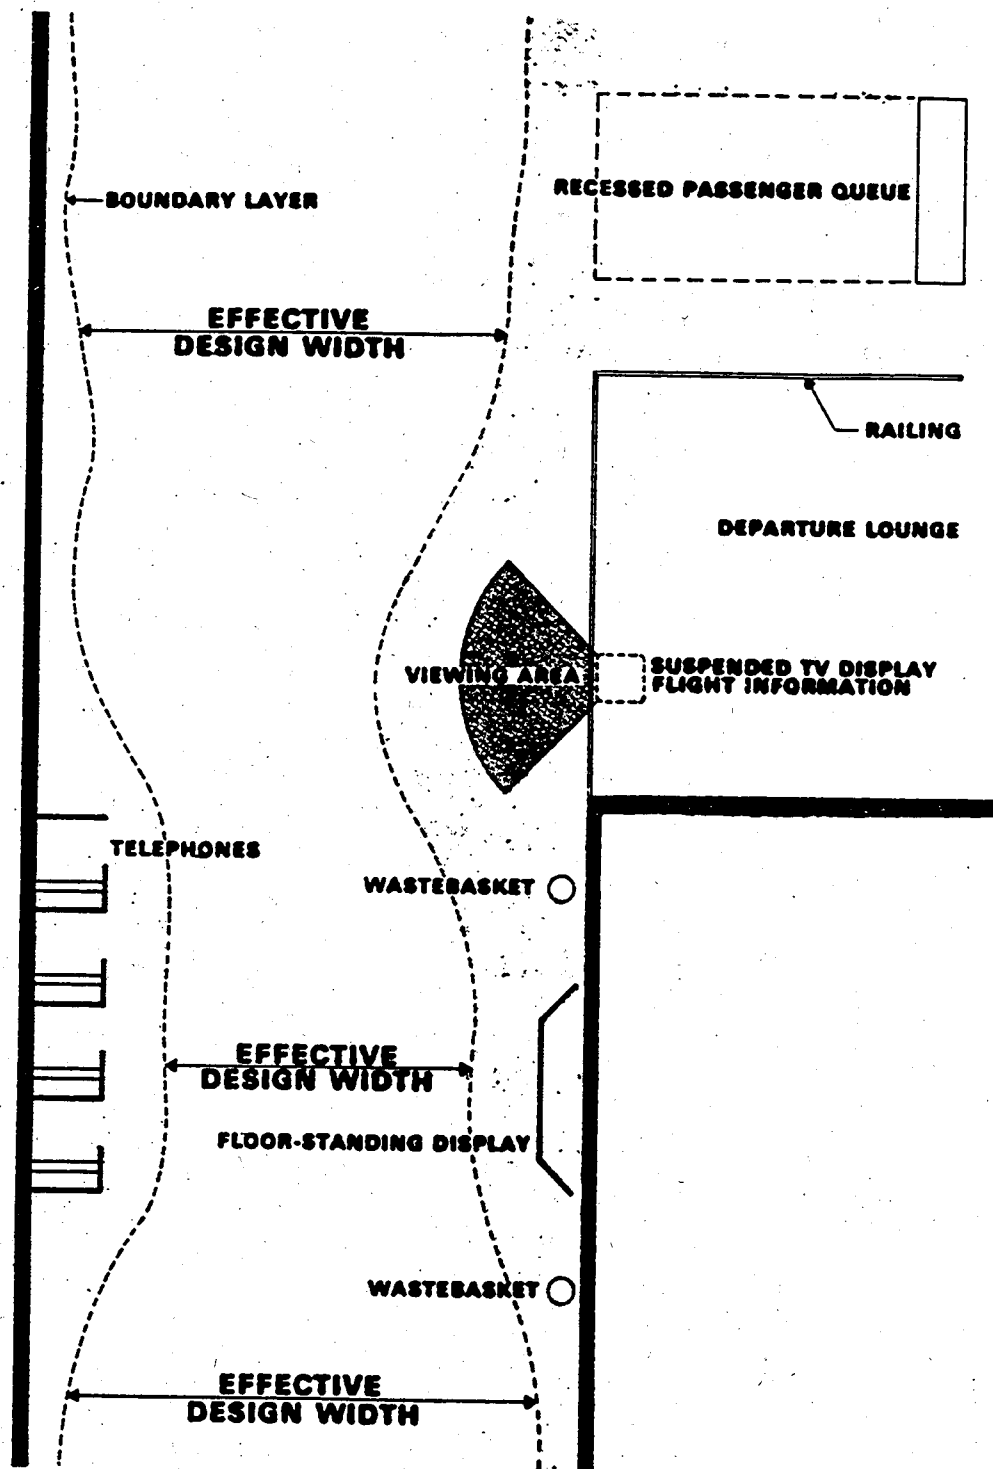 RECESSED PASSENGER QUEUE
BOUNDARY LAYER
EFFECTIVE
DESIGN WIDTH
RAILING
DEPARTURE LOUNGE
VIEWING AREA
SUSPENDED TV DISPLAY
FLIGHT INFORMATION
TELEPHONES
WASTEBASKET
EFFECTIVE
DESIGN WIDTH
FLOOR-STANDING DISPLAY
WASTEBASKET
EFFECTIVE
DESIGN WIDTH